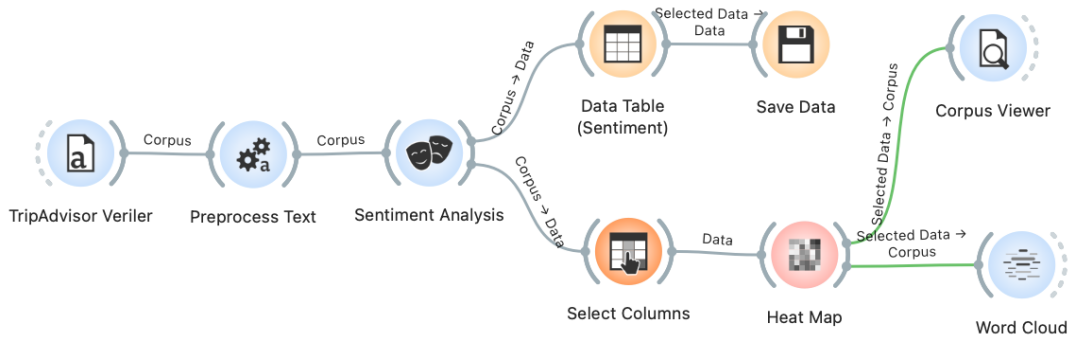 TripAdvisor Veriler
Corpus
Preprocess Text
Corpus
Sentiment Analysis
Corpus → Data
Data Table
(Sentiment)
Selected Data →
Data
Save Data
Corpus → Data
Select Columns
Data
Heat Map
Selected Data → Corpus
Corpus Viewer
Selected Data →
Corpus
Word Cloud
a
a